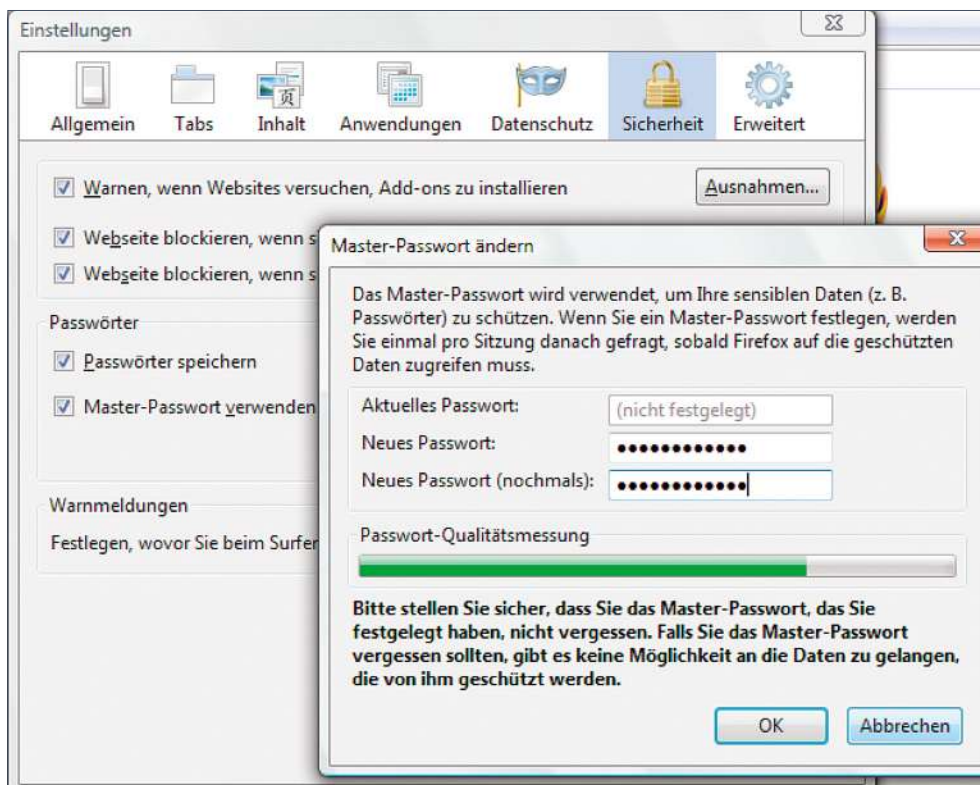 Einstellungen
Allgemein Tabs Inhalt Anwendungen Datenschutz Sicherheit Erweitert
Warnen, wenn Websites versuchen, Add-ons zu installieren
Ausnahmen...
Webseite blockieren, wenn s
Webseite blockieren, wenn s
Passwörter
Passwörter speichern
Master-Passwort verwenden
Warnmeldungen
Festlegen, wovor Sie beim Surfen
Master-Passwort ändern
Das Master-Passwort wird verwendet, um Ihre sensiblen Daten (z. B.
Passwörter) zu schützen. Wenn Sie ein Master-Passwort festlegen, werden
Sie einmal pro Sitzung danach gefragt, sobald Firefox auf die geschützten
Daten zugreifen muss.
Aktuelles Passwort: (nicht festgelegt)
Neues Passwort: ●●●●●●●●●●●●
Neues Passwort (nochmals): ●●●●●●●●●●●●
Passwort-Qualitätsmessung
Bitte stellen Sie sicher, dass Sie das Master-Passwort, das Sie
festgelegt haben, nicht vergessen. Falls Sie das Master-Passwort
vergessen sollten, gibt es keine Möglichkeit an die Daten zu gelangen,
die von ihm geschützt werden.
OK Abbrechen